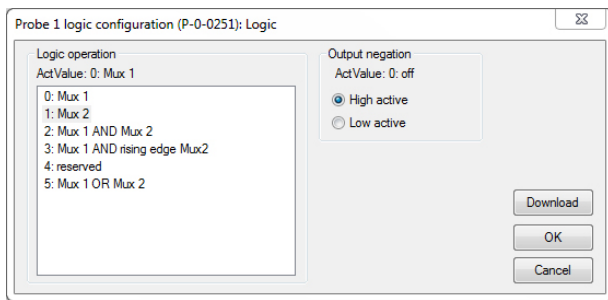 Probe 1 logic configuration (P-0-0251): Logic
Logic operation
ActValue: 0: Mux 1
0: Mux 1
1: Mux 2
2: Mux 1 AND Mux 2
3: Mux 1 AND rising edge Mux2
4: reserved
5: Mux 1 OR Mux 2
Output negation
ActValue: 0: off
High active
Low active
Download
OK
Cancel